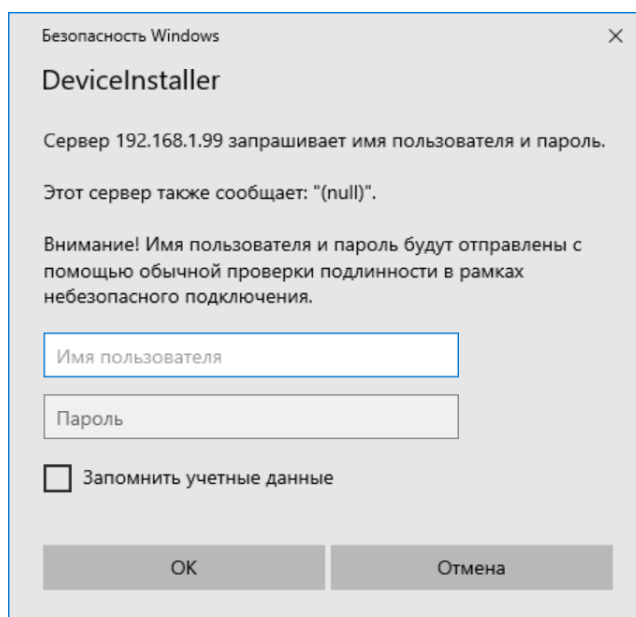 Безопасность Windows
DeviceInstaller
Сервер 192.168.1.99 запрашивает имя пользователя и пароль.
Этот сервер также сообщает: "(null)".
Внимание! Имя пользователя и пароль будут отправлены с
помощью обычной проверки подлинности в рамках
небезопасного подключения.
Имя пользователя
Пароль
Запомнить учетные данные
ОК
Отмена